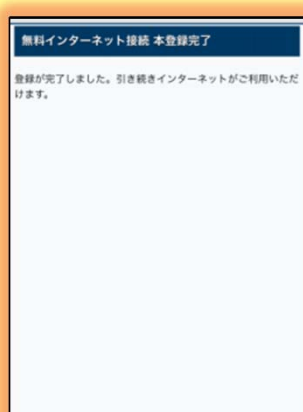 無料インターネット接続 本登録完了
登録が完了しました。引き続きインターネットがご利用いただ
けます。